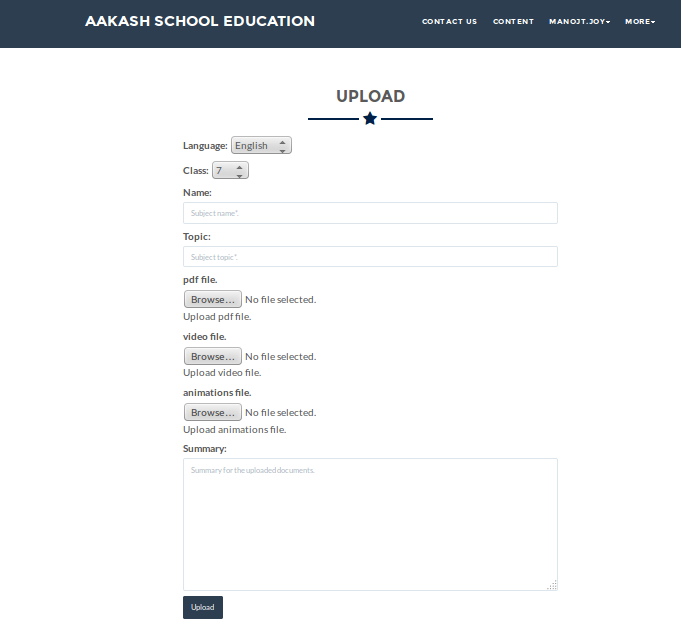 AAKASH SCHOOL EDUCATION CONTACT US CONTENT MANOJT.JOY MORE
UPLOAD
Language: English
Class: 7
Name:
Subject name*.
Topic:
Subject topic*.
pdf file.
Browse... No file selected.
Upload pdf file.
video file.
Browse... No file selected.
Upload video file.
animations file.
Browse... No file selected.
Upload animations file.
Summary:
Summary for the uploaded documents.
Upload